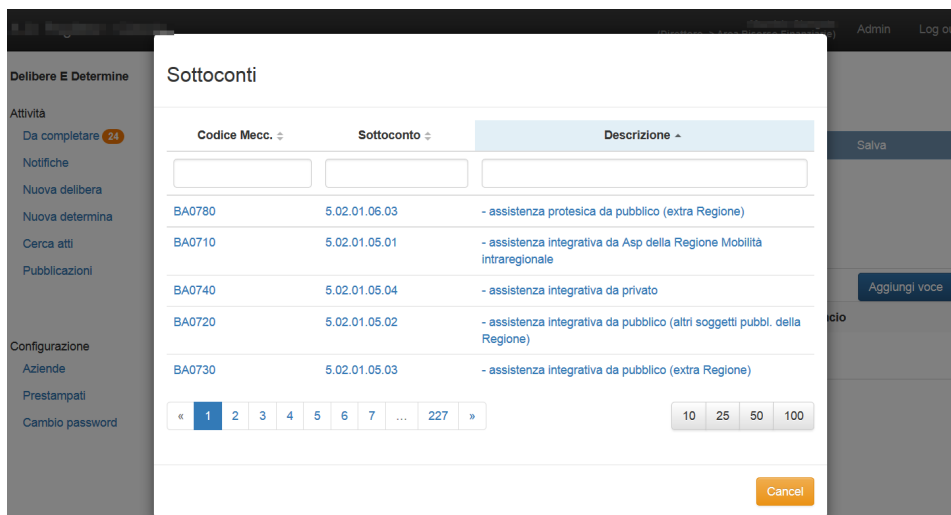 Admin
Log o
Delibere E Determine
Attività
Da completare 24
Notifiche
Nuova delibera
Nuova determina
Cerca atti
Pubblicazioni
Configurazione
Aziende
Prestampati
Cambio password
Sottoconti
Codice Mecc. Sottoconto Descrizione
BA0780 5.02.01.06.03 - assistenza protesica da pubblico (extra Regione)
BA0710 5.02.01.05.01 - assistenza integrativa da Asp della Regione Mobilità
intraregionale
BA0740 5.02.01.05.04 - assistenza integrativa da privato
BA0720 5.02.01.05.02 - assistenza integrativa da pubblico (altri soggetti pubbl. della
Regione)
BA0730 5.02.01.05.03 - assistenza integrativa da pubblico (extra Regione)
« 1 2 3 4 5 6 7 ... 227 »
10 25 50 100
Cancel
Salva
Aggiungi voce
ncio